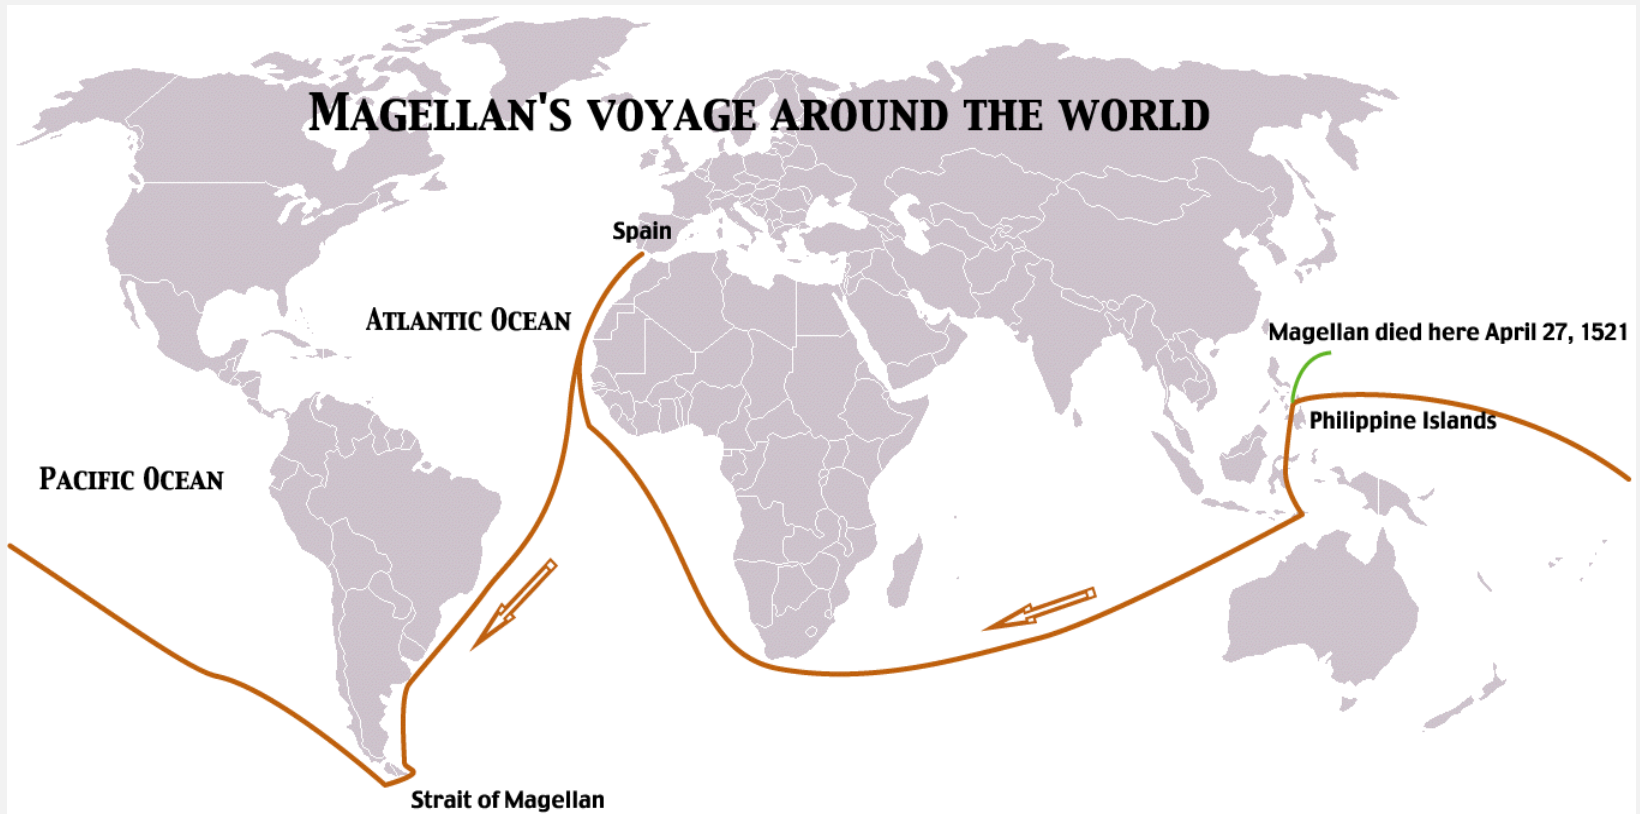 MAGELLAN'S VOYAGE AROUND THE WORLD
Spain
ATLANTIC OCEAN
Magellan died here April 27, 1521
Philippine Islands
PACIFIC OCEAN
Strait of Magellan